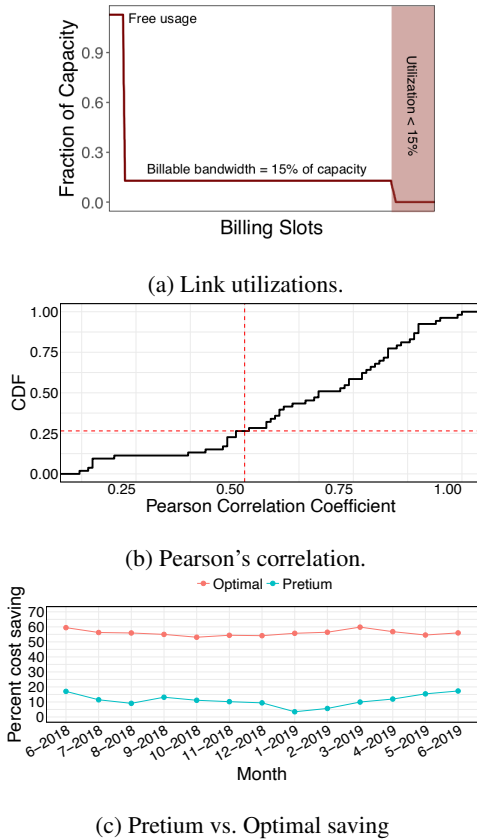 Free usage
Utilization < 15%
Billable bandwidth = 15% of capacity
0.9
0.6
0.3
0.0
Fraction of Capacity
Billing Slots
(a) Link utilizations.
1.00
0.75
0.50
0.25
0.00
CDF
0.25 0.50 0.75 1.00
Pearson Correlation Coefficient
(b) Pearson's correlation.
Optimal Pretium
70
60
50
40
30
20
10
0
Percent cost saving
6−2018 7−2018 8−2018 9−2018 10−2018 11−2018 12−2018 1−2019 2−2019 3−2019 4−2019 5−2019 6−2019
Month
(c) Pretium vs. Optimal saving